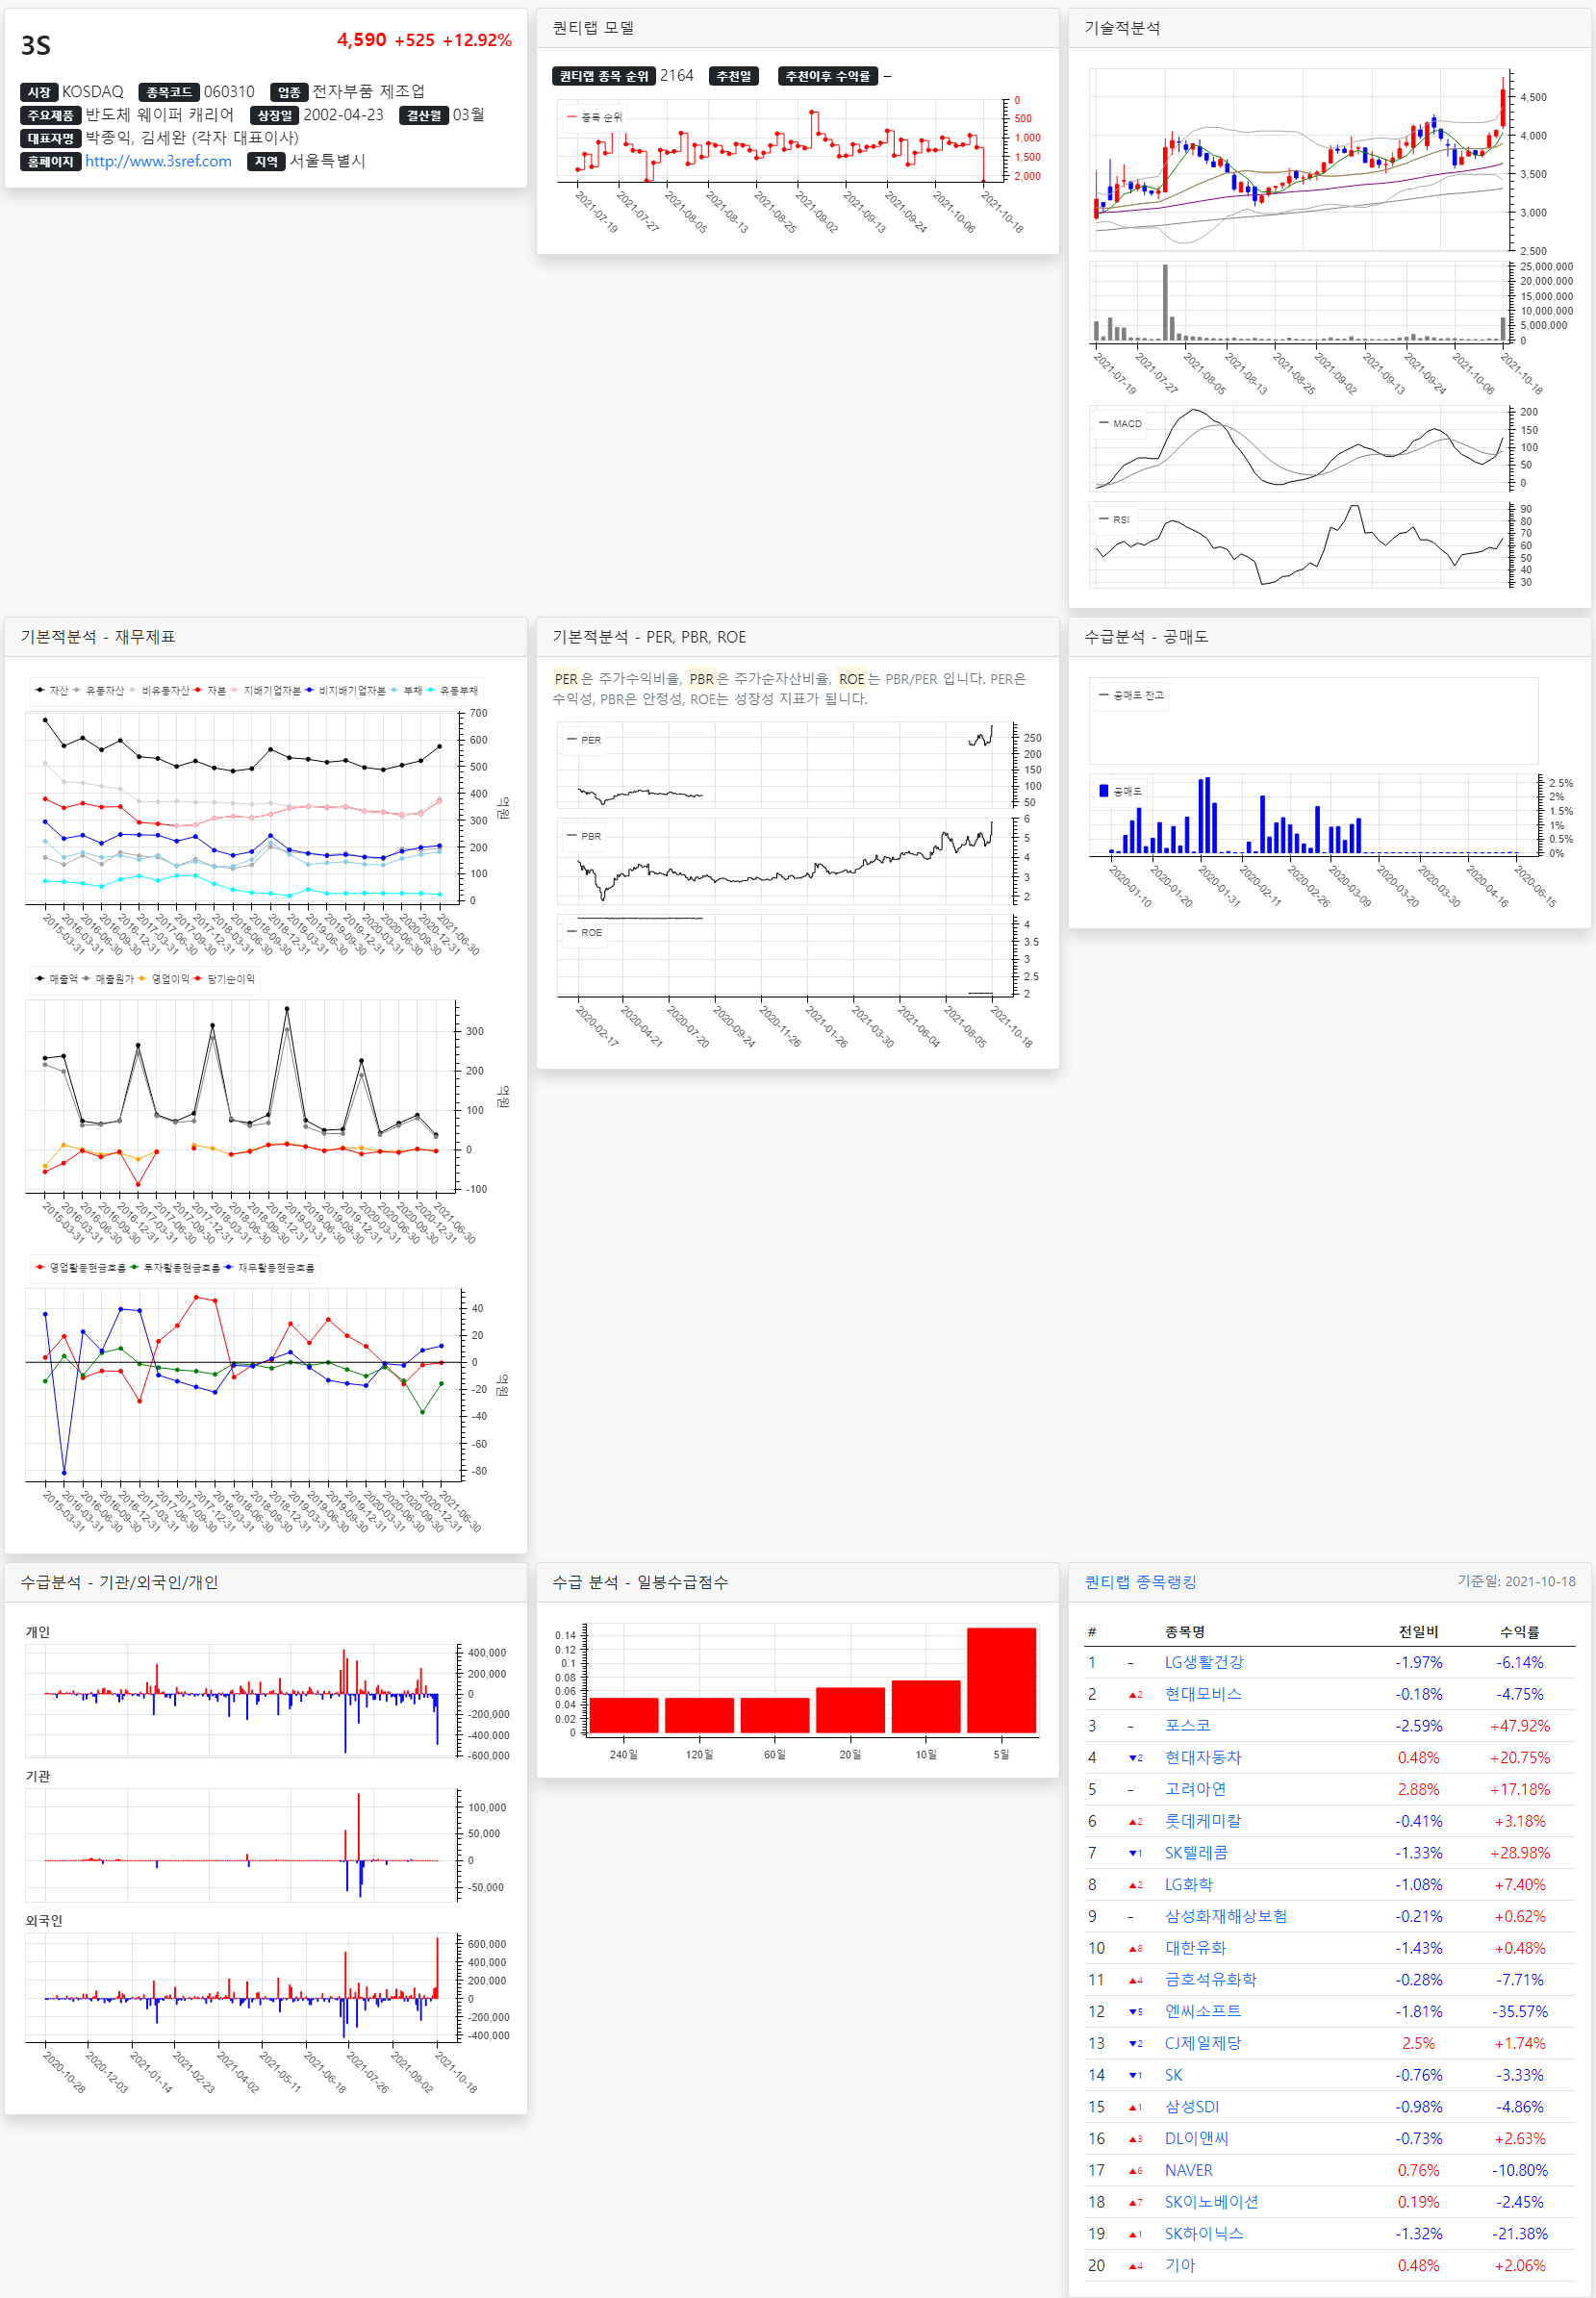 3S
4,590 +525 +12.92%
시장 KOSDAQ 종목코드 060310 업종 전자부품 제조업
주요제품 반도체 웨이퍼 캐리어 상장일 2002-04-23 결산월 03월
대표자명 박종익, 김세완 (각자 대표이사)
홈페이지 http://www.3sref.com 지역 서울특별시
퀀티랩 모델
퀀티랩 종목 순위 2164 추천일 추천이후 수익률 –
종목 순위
0
500
1,000
1,500
2,000
2021-07-19 2021-07-27 2021-08-05 2021-08-13 2021-08-25 2021-09-02 2021-09-13 2021-09-24 2021-10-06 2021-10-18
기술적분석
4,500
4,000
3,500
3,000
2,500
25,000,000
20,000,000
15,000,000
10,000,000
5,000,000
0
2021-07-19 2021-07-27 2021-08-05 2021-08-13 2021-08-25 2021-09-02 2021-09-13 2021-09-24 2021-10-06 2021-10-18
MACD
200
150
100
50
0
RSI
90
80
70
60
50
40
30
기본적분석 - 재무제표
자산 유동자산 비유동자산 자본 지배기업자본 비지배기업자본 부채 유동부채
700
600
500
400
300
200
100
0
억원
2015-03-31 2016-03-31 2016-06-30 2016-09-30 2016-12-31 2017-03-31 2017-06-30 2017-09-30 2017-12-31 2018-03-31 2018-06-30 2018-09-30 2018-12-31 2019-03-31 2019-06-30 2019-09-30 2019-12-31 2020-03-31 2020-06-30 2020-09-30 2020-12-31 2021-06-30
매출액 매출원가 영업이익 당기순이익
300
200
100
0
-100
억원
2015-03-31 2016-03-31 2016-06-30 2016-09-30 2016-12-31 2017-03-31 2017-06-30 2017-09-30 2017-12-31 2018-03-31 2018-06-30 2018-09-30 2018-12-31 2019-03-31 2019-06-30 2019-09-30 2019-12-31 2020-03-31 2020-06-30 2020-09-30 2020-12-31 2021-06-30
영업활동현금흐름 투자활동현금흐름 재무활동현금흐름
40
20
0
-20
-40
-60
-80
억원
2015-03-31 2016-03-31 2016-06-30 2016-09-30 2016-12-31 2017-03-31 2017-06-30 2017-09-30 2017-12-31 2018-03-31 2018-06-30 2018-09-30 2018-12-31 2019-03-31 2019-06-30 2019-09-30 2019-12-31 2020-03-31 2020-06-30 2020-09-30 2020-12-31 2021-06-30
기본적분석 - PER, PBR, ROE
PER은 주가수익비율, PBR은 주가순자산비율, ROE는 PBR/PER 입니다. PER은
수익성, PBR은 안정성, ROE는 성장성 지표가 됩니다.
PER
250
200
150
100
50
PBR
6
5
4
3
2
ROE
4
3.5
3
2.5
2
2020-02-17 2020-04-21 2020-07-20 2020-09-24 2020-11-26 2021-01-26 2021-03-30 2021-06-04 2021-08-05 2021-10-18
수급분석 - 공매도
공매도 잔고
공매도
2.5%
2%
1.5%
1%
0.5%
0%
2020-01-10 2020-01-20 2020-01-31 2020-02-11 2020-02-26 2020-03-09 2020-03-20 2020-03-30 2020-04-16 2020-06-15
수급분석 - 기관/외국인/개인
개인
400,000
200,000
0
-200,000
-400,000
-600,000
기관
100,000
50,000
0
-50,000
외국인
600,000
400,000
200,000
0
-200,000
-400,000
2020-10-28 2020-12-03 2021-01-14 2021-02-23 2021-04-02 2021-05-11 2021-06-18 2021-07-26 2021-09-02 2021-10-18
수급 분석 - 일봉수급점수
0.14
0.12
0.1
0.08
0.06
0.04
0.02
0
240일 120일 60일 20일 10일 5일
퀀티랩 종목랭킹 기준일: 2021-10-18
# 종목명 전일비 수익률
1 - LG생활건강 -1.97% -6.14%
2 ▲2 현대모비스 -0.18% -4.75%
3 - 포스코 -2.59% +47.92%
4 ▼2 현대자동차 0.48% +20.75%
5 - 고려아연 2.88% +17.18%
6 ▲2 롯데케미칼 -0.41% +3.18%
7 ▼1 SK텔레콤 -1.33% +28.98%
8 ▲2 LG화학 -1.08% +7.40%
9 - 삼성화재해상보험 -0.21% +0.62%
10 ▲8 대한유화 -1.43% +0.48%
11 ▲4 금호석유화학 -0.28% -7.71%
12 ▼5 엔씨소프트 -1.81% -35.57%
13 ▼2 CJ제일제당 2.5% +1.74%
14 ▼1 SK -0.76% -3.33%
15 ▲1 삼성SDI -0.98% -4.86%
16 ▲3 DL이앤씨 -0.73% +2.63%
17 ▲6 NAVER 0.76% -10.80%
18 ▲7 SK이노베이션 0.19% -2.45%
19 ▲1 SK하이닉스 -1.32% -21.38%
20 ▲4 기아 0.48% +2.06%